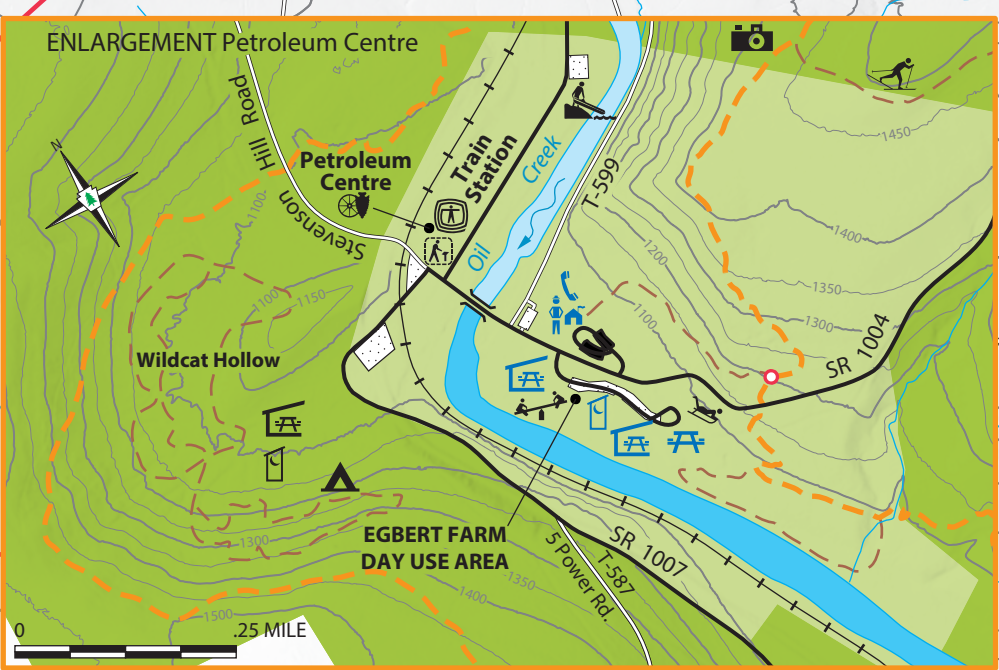 ENLARGEMENT Petroleum Centre
Stevenson Hill Road
N
Petroleum
Centre
Train
Station
Oil Creek
T-599
1450
1400
1350
1300
1200
1100
1100
1100
1150
SR 1004
Wildcat Hollow
EGBERT FARM
DAY USE AREA
SR 1007
T-587
5 Power Rd.
1300
1350
1400
1500
0 .25 MILE